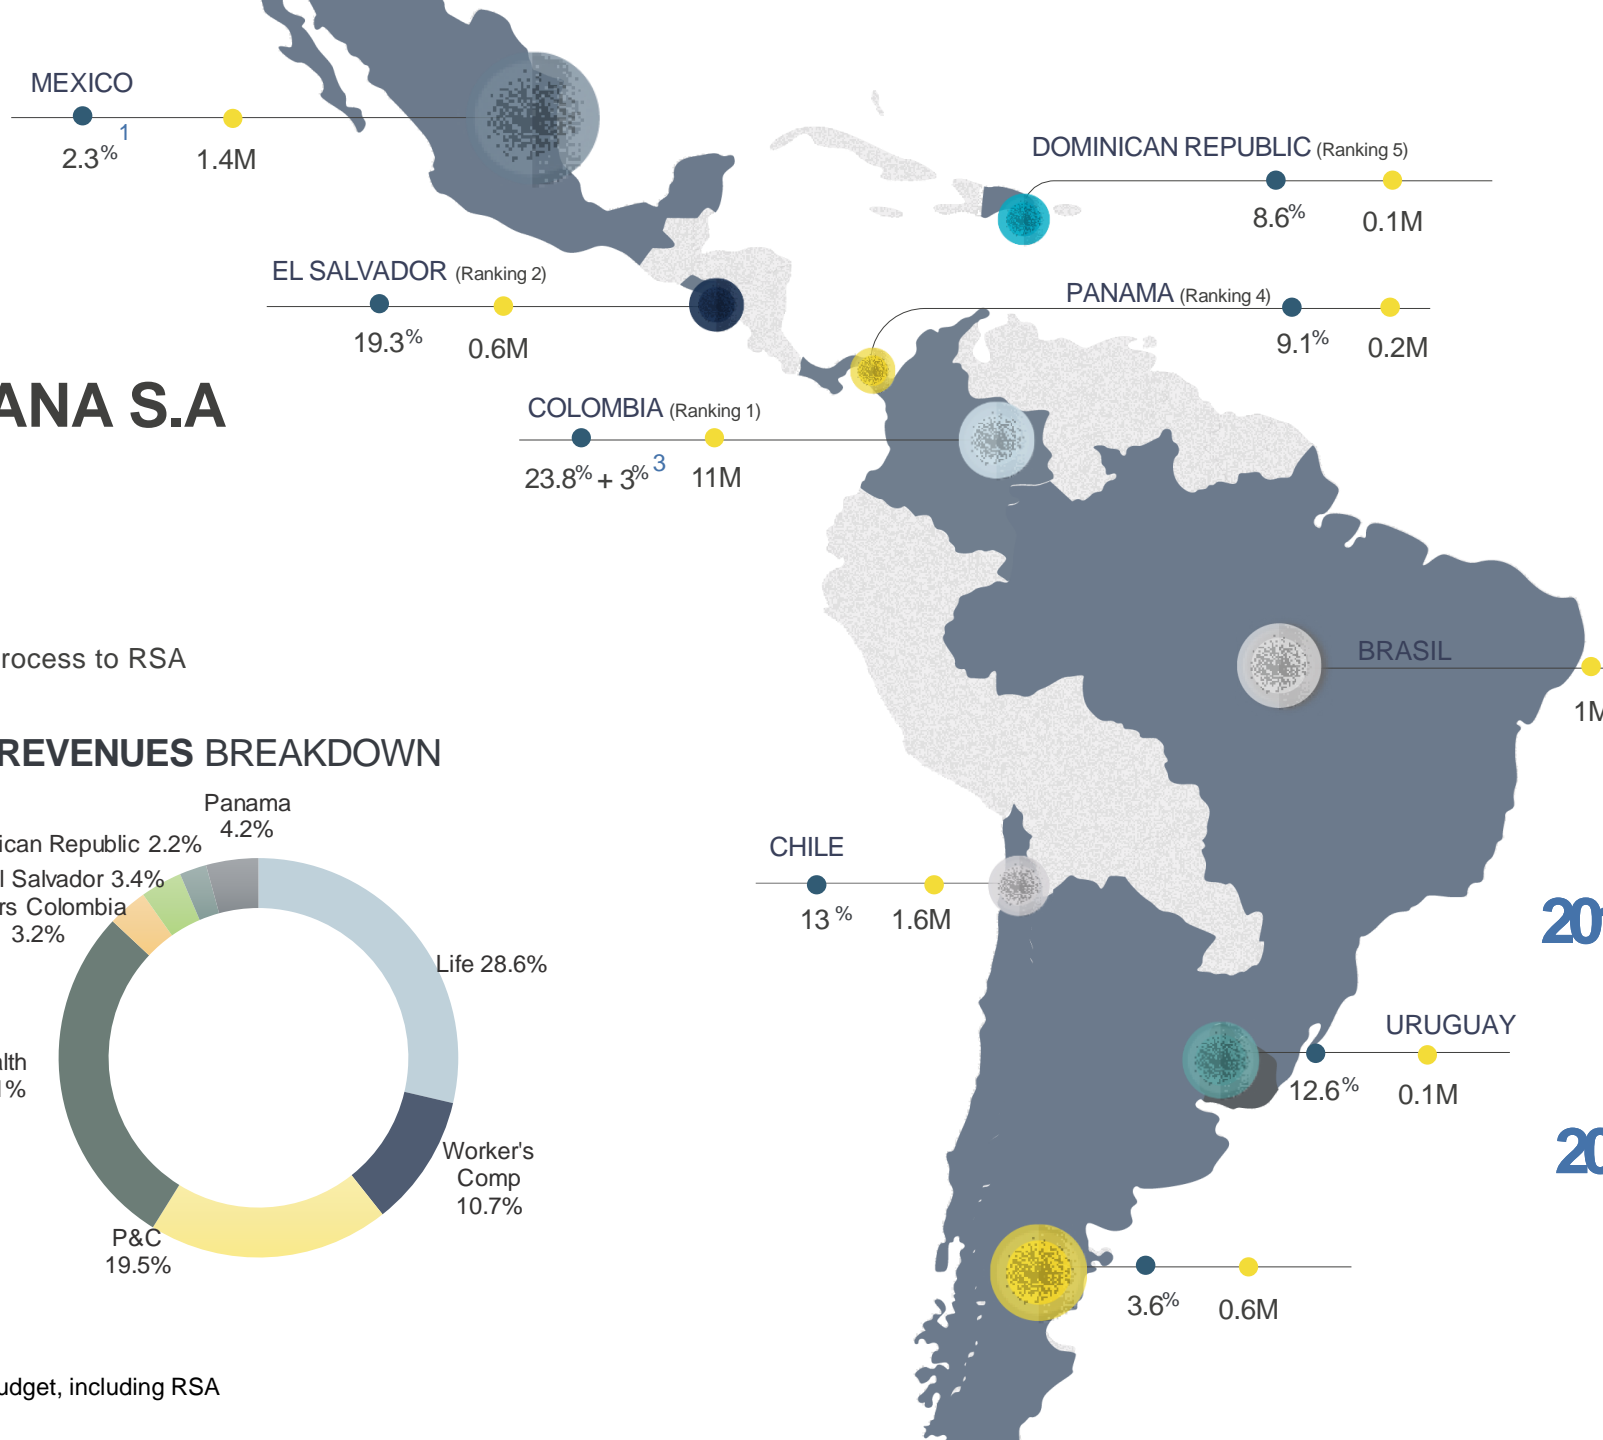 MEXICO
1
2.3% 1.4M
DOMINICAN REPUBLIC (Ranking 5)
8.6% 0.1M
EL SALVADOR (Ranking 2)
19.3% 0.6M
PANAMA (Ranking 4)
9.1% 0.2M
ANA S.A
COLOMBIA (Ranking 1)
23.8% + 3% 3 11M
rocess to RSA
BRASIL
1M
REVENUES BREAKDOWN
Panama
4.2%
ican Republic 2.2%
l Salvador 3.4%
rs Colombia
3.2%
Life 28.6%
lth
1%
Worker's
Comp
10.7%
P&C
19.5%
CHILE
13 % 1.6M
20
URUGUAY
12.6% 0.1M
20
3.6% 0.6M
udget, including RSA